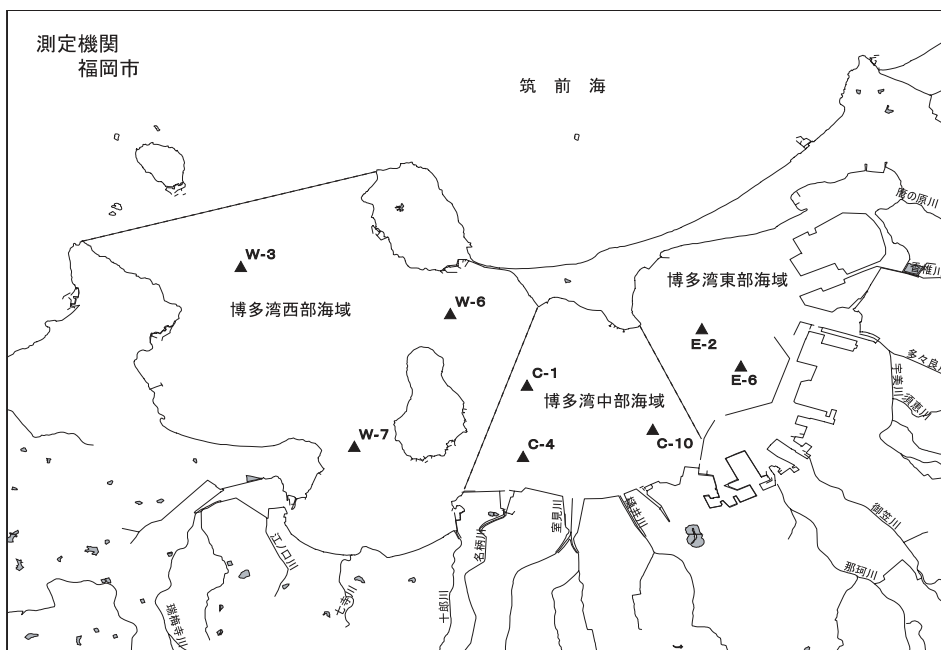 測定機関
福岡市
筑 前 海
唐の原川
W-3
香椎川
博多湾東部海域
博多湾西部海域
W-6
E-2
多々良川
E-6
宇美川
C-1
須恵川
博多湾中部海域
W-7
C-4
C-10
御笠川
室見川
樋井川
名柄川
江ノ口川
那珂川
七寺川
十郎川
瑞梅寺川